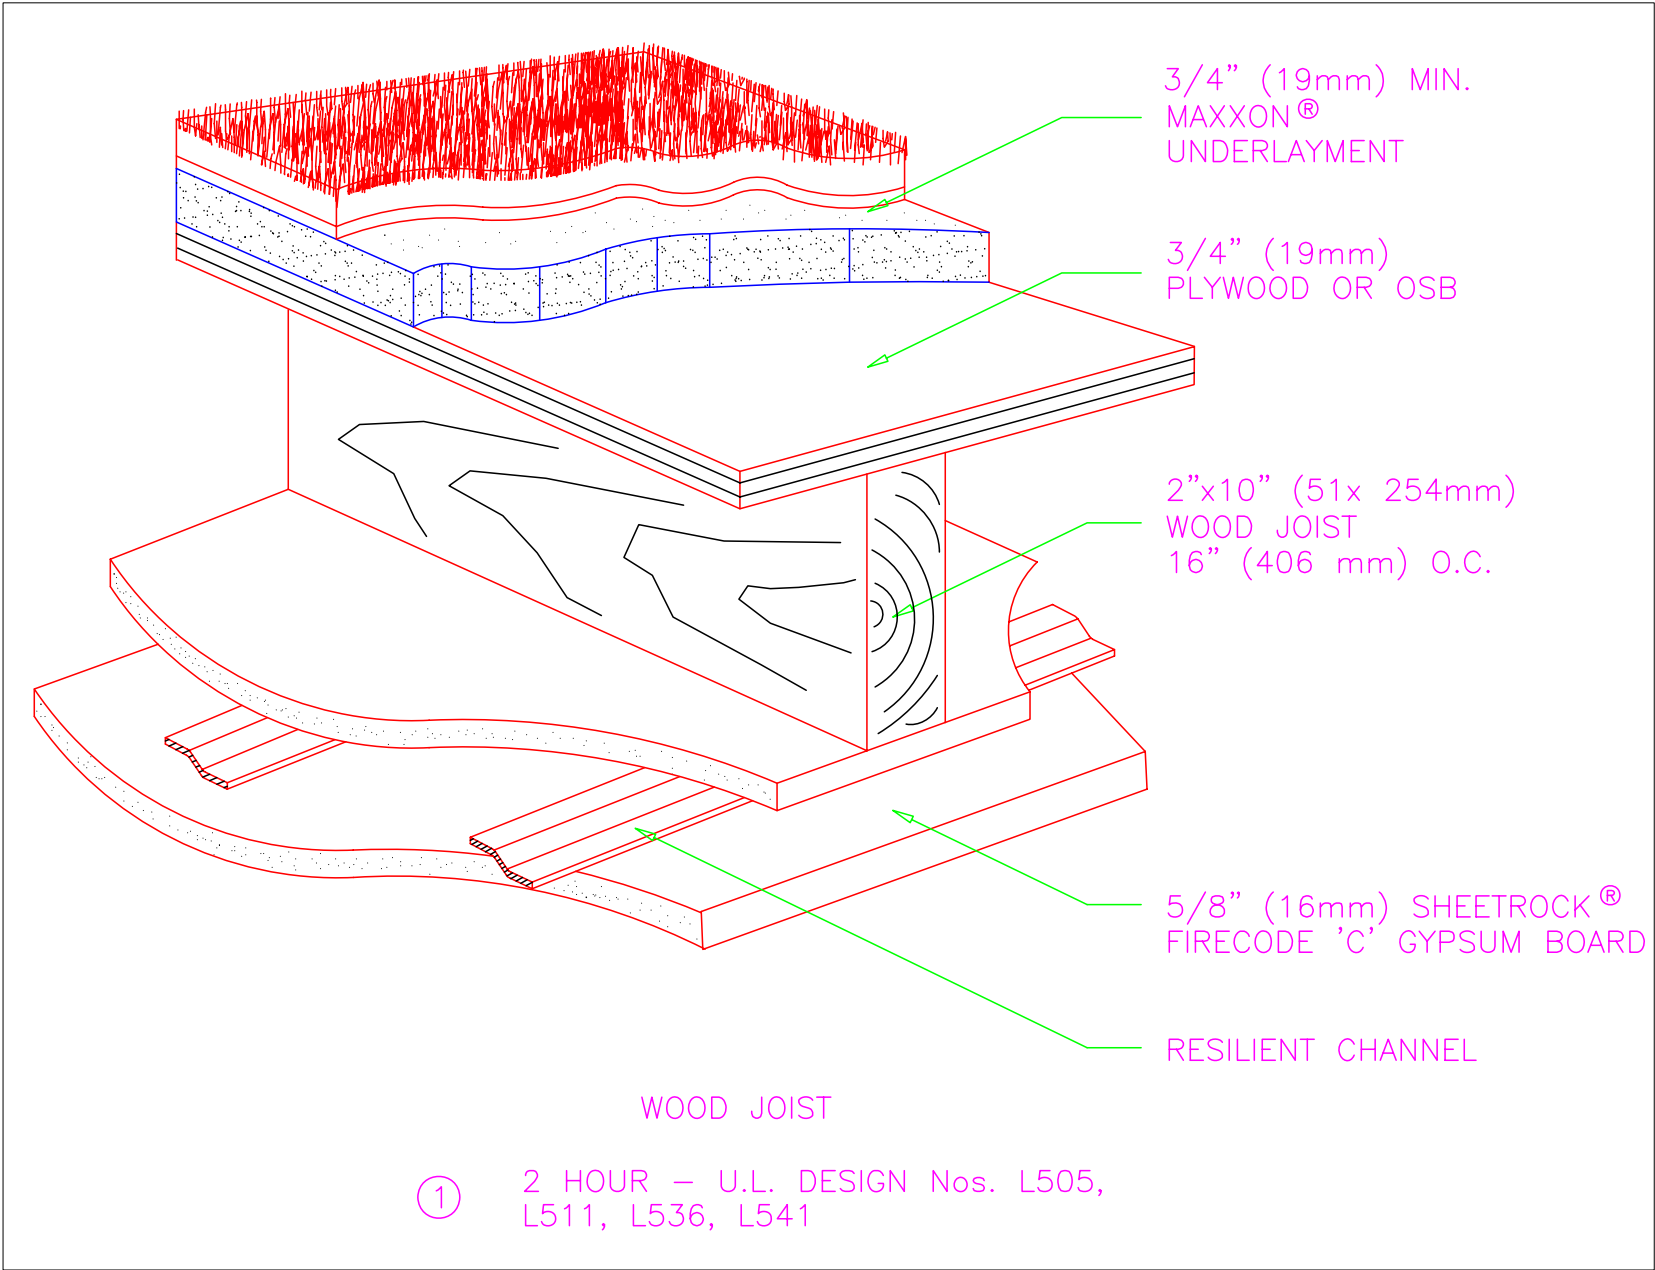 3/4” (19mm) MIN.
MAXXON®
UNDERLAYMENT
3/4” (19mm)
PLYWOOD OR OSB
2”x10” (51x 254mm)
WOOD JOIST
16” (406 mm) O.C.
5/8” (16mm) SHEETROCK®
FIRECODE 'C' GYPSUM BOARD
RESILIENT CHANNEL
WOOD JOIST
1 2 HOUR – U.L. DESIGN Nos. L505,
L511, L536, L541